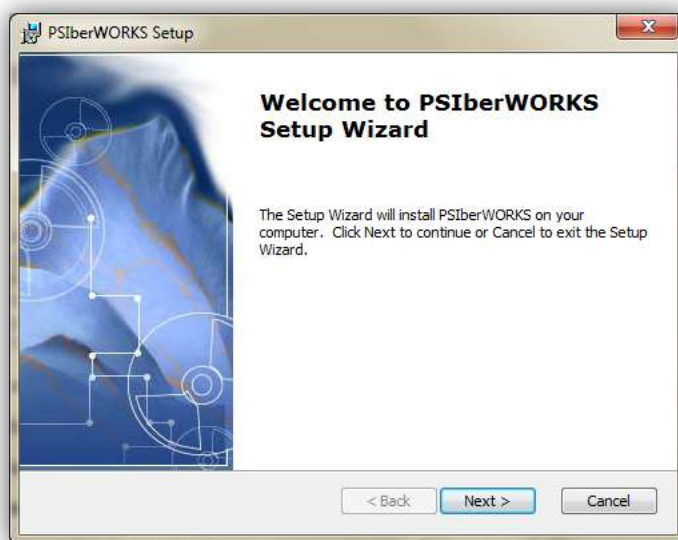 PSIberWORKS Setup
Welcome to PSIberWORKS
Setup Wizard
The Setup Wizard will install PSIberWORKS on your
computer. Click Next to continue or Cancel to exit the Setup
Wizard.
< Back
Next >
Cancel